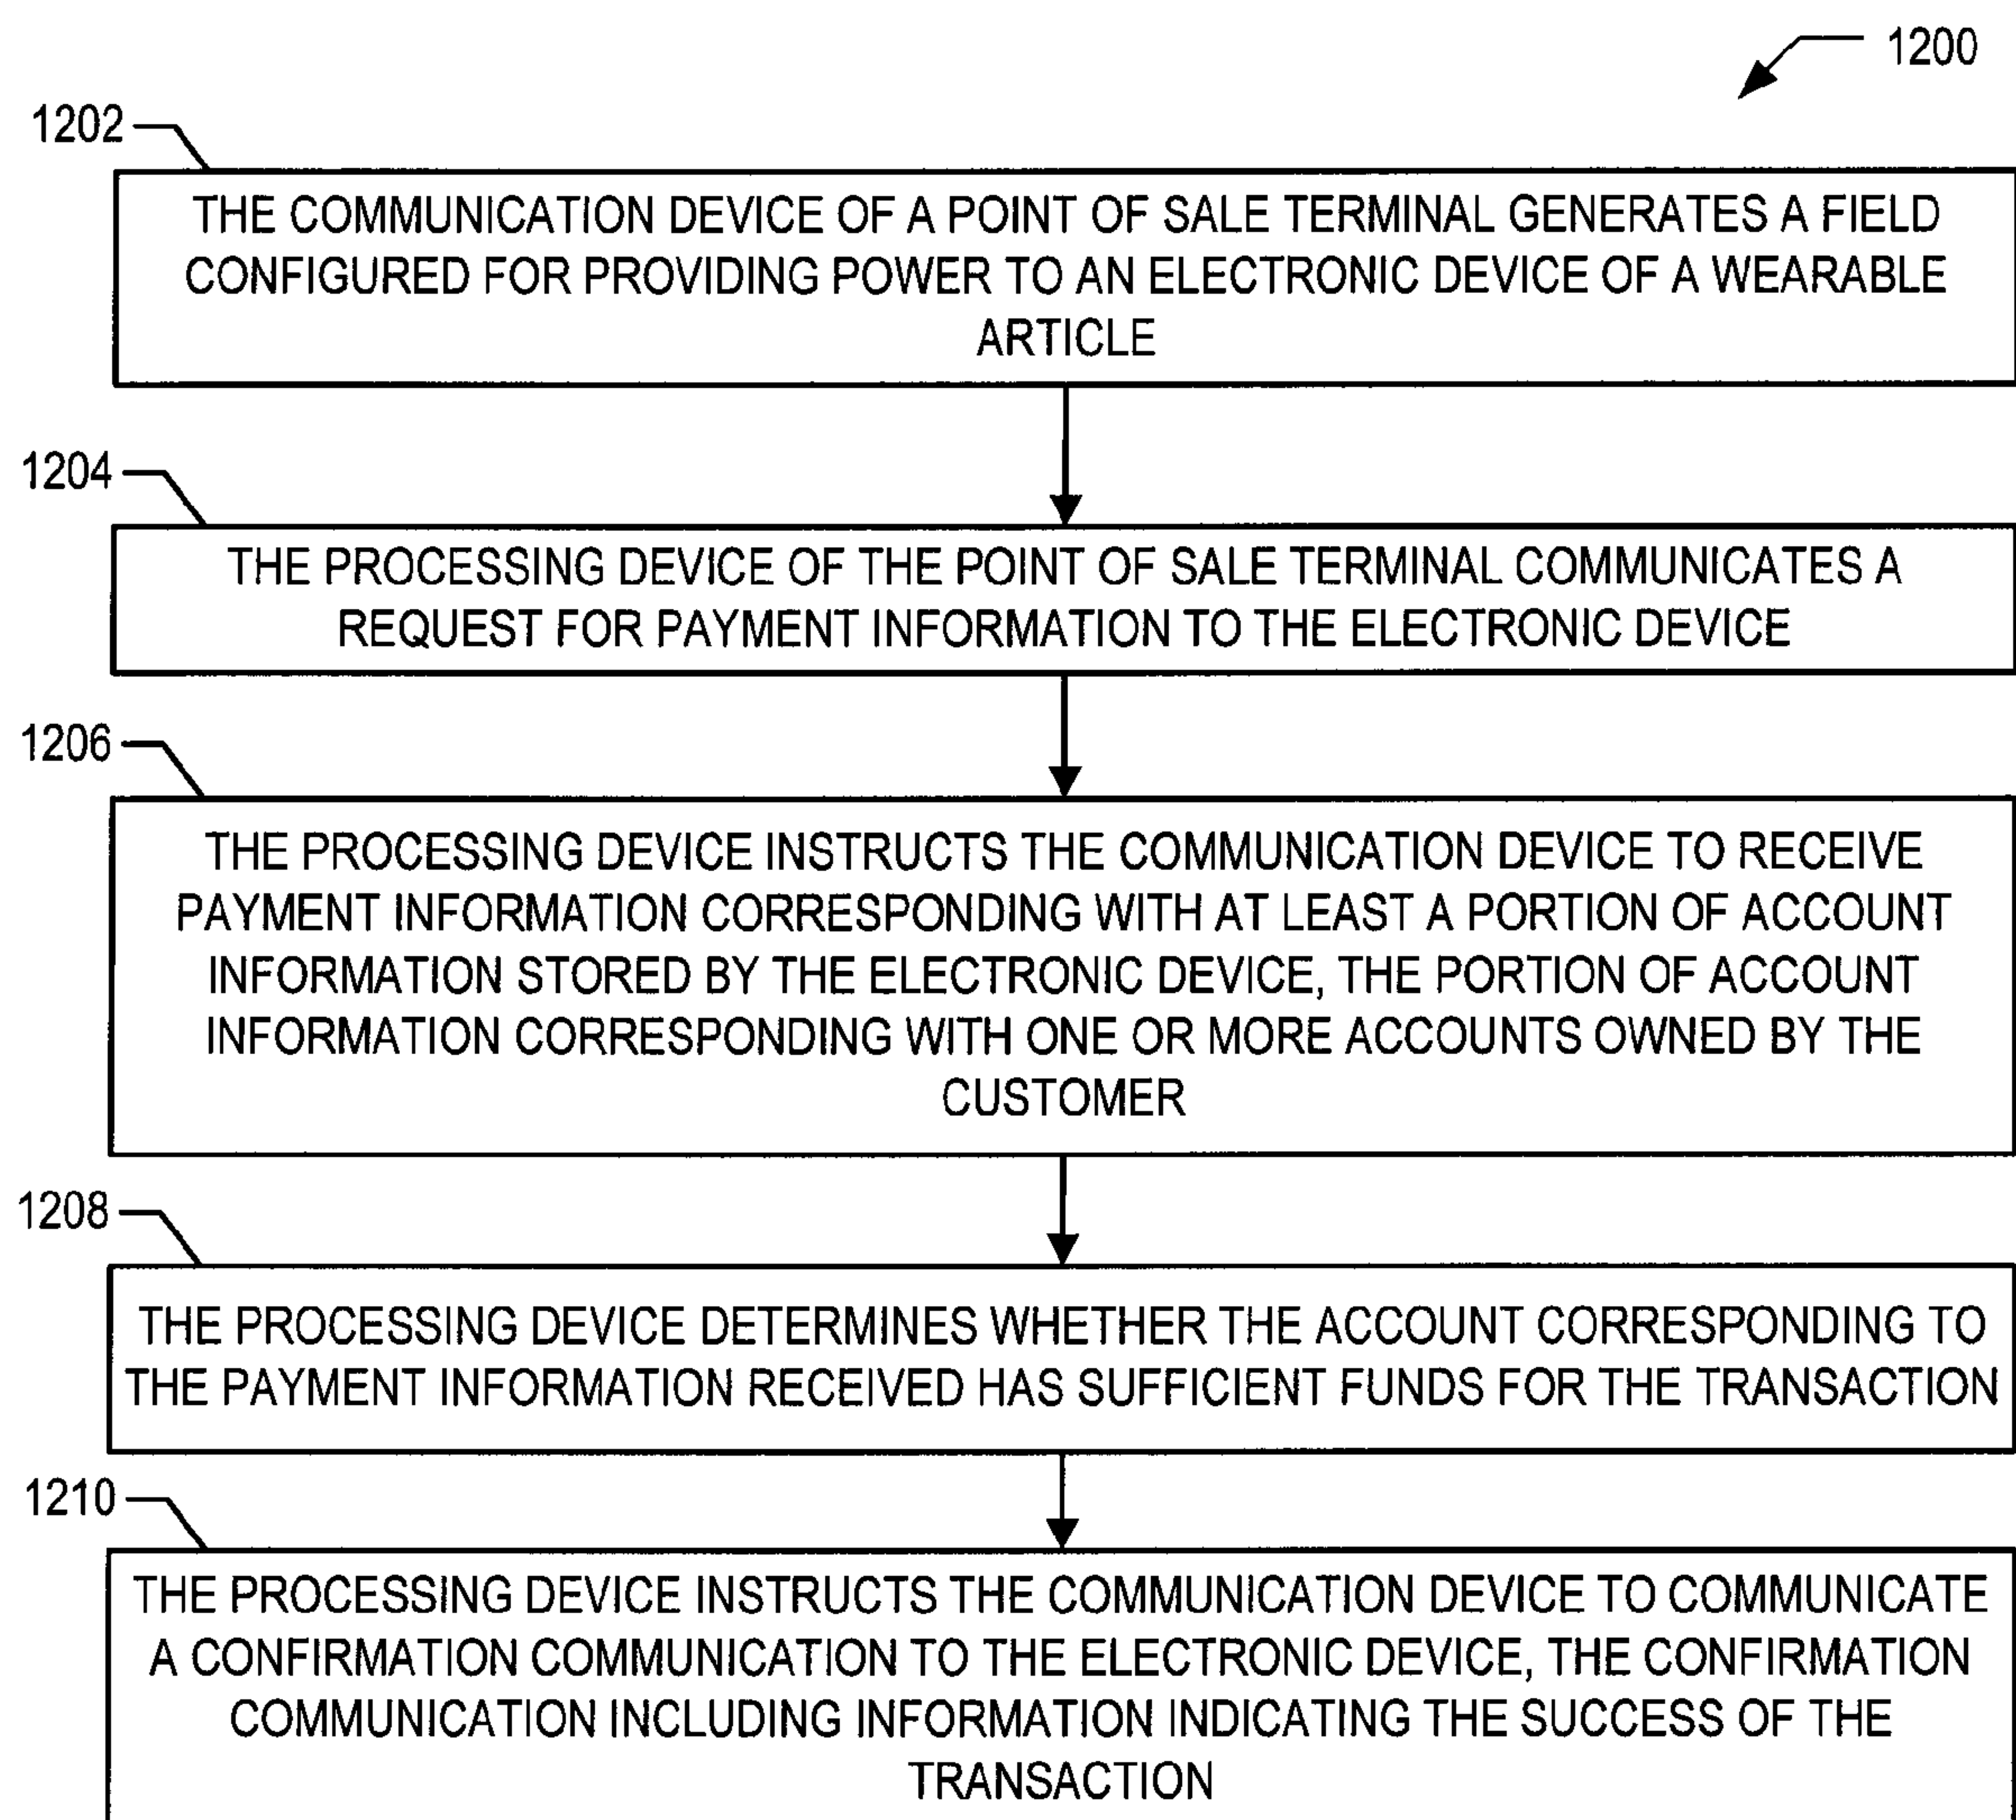 1200
1202
THE COMMUNICATION DEVICE OF A POINT OF SALE TERMINAL GENERATES A FIELD
CONFIGURED FOR PROVIDING POWER TO AN ELECTRONIC DEVICE OF A WEARABLE
ARTICLE
1204
THE PROCESSING DEVICE OF THE POINT OF SALE TERMINAL COMMUNICATES A
REQUEST FOR PAYMENT INFORMATION TO THE ELECTRONIC DEVICE
1206
THE PROCESSING DEVICE INSTRUCTS THE COMMUNICATION DEVICE TO RECEIVE
PAYMENT INFORMATION CORRESPONDING WITH AT LEAST A PORTION OF ACCOUNT
INFORMATION STORED BY THE ELECTRONIC DEVICE, THE PORTION OF ACCOUNT
INFORMATION CORRESPONDING WITH ONE OR MORE ACCOUNTS OWNED BY THE
CUSTOMER
1208
THE PROCESSING DEVICE DETERMINES WHETHER THE ACCOUNT CORRESPONDING TO
THE PAYMENT INFORMATION RECEIVED HAS SUFFICIENT FUNDS FOR THE TRANSACTION
1210
THE PROCESSING DEVICE INSTRUCTS THE COMMUNICATION DEVICE TO COMMUNICATE
A CONFIRMATION COMMUNICATION TO THE ELECTRONIC DEVICE, THE CONFIRMATION
COMMUNICATION INCLUDING INFORMATION INDICATING THE SUCCESS OF THE
TRANSACTION